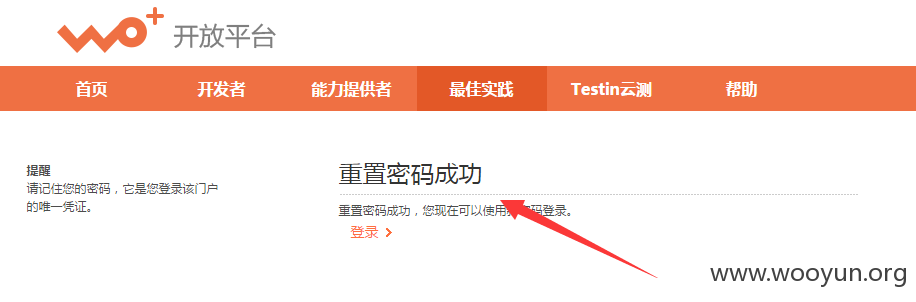 wo+ 开放平台
首页 开发者 能力提供者 最佳实践 Testin云测 帮助
提醒
请记住您的密码，它是您登录该门户
的唯一凭证。
重置密码成功
重置密码成功，您现在可以使用 密码登录。
登录 >
www.wooyun.org